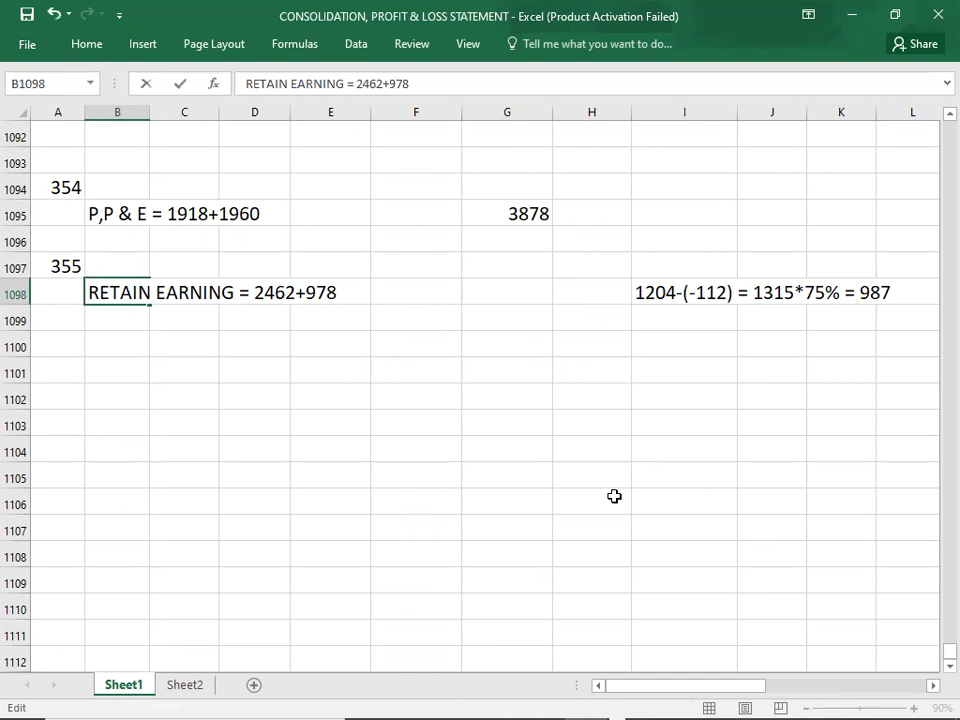 CONSOLIDATION, PROFIT & LOSS STATEMENT - Excel (Product Activation Failed)
File Home Insert Page Layout Formulas Data Review View Tell me what you want to do... Share
B1098 fx RETAIN EARNING = 2462+978
A B C D E F G H I J K L
1092
1093
1094 354
1095 P,P & E = 1918+1960 3878
1096
1097 355
1098 RETAIN EARNING = 2462+978 1204-(-112) = 1315*75% = 987
1099
1100
1101
1102
1103
1104
1105
1106
1107
1108
1109
1110
1111
1112
Sheet1 Sheet2
Edit 90%